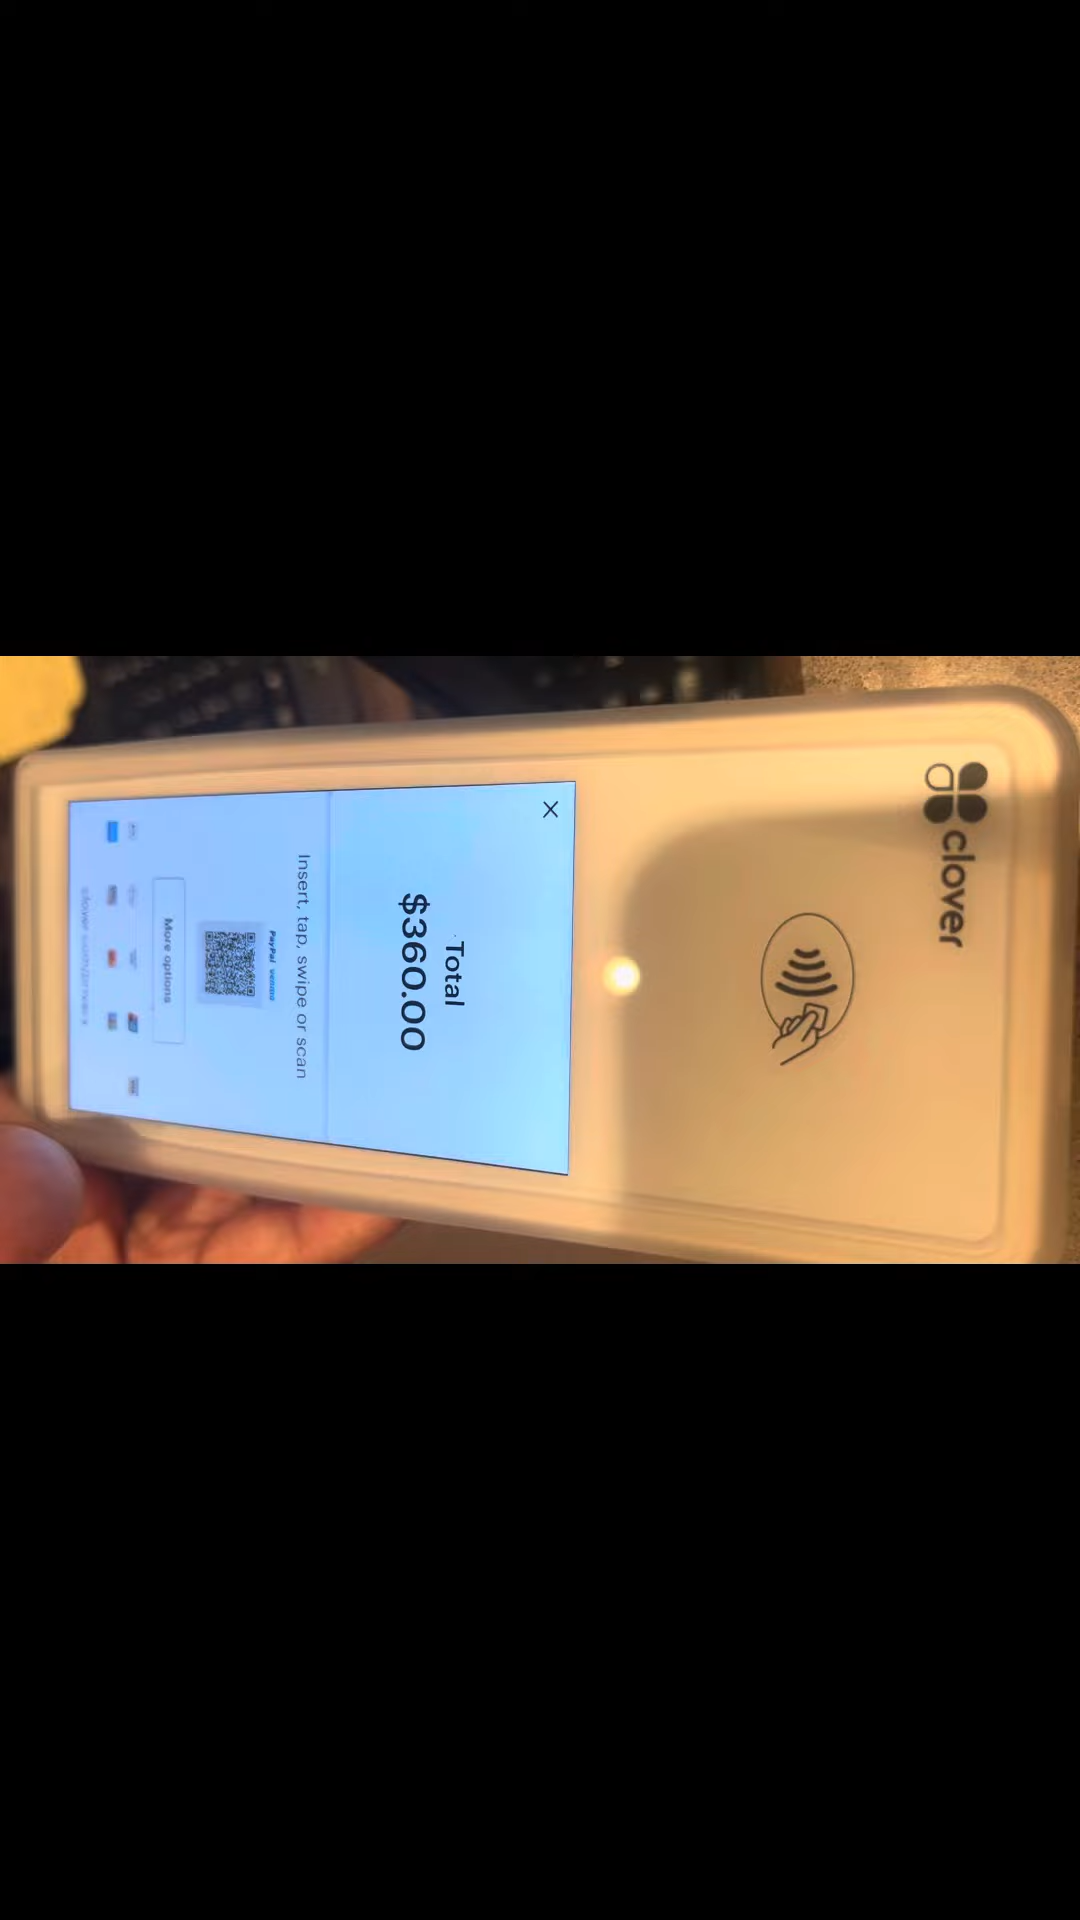 clover
Total
$360.00
Insert, tap, swipe or scan
PayPal venmo
More options